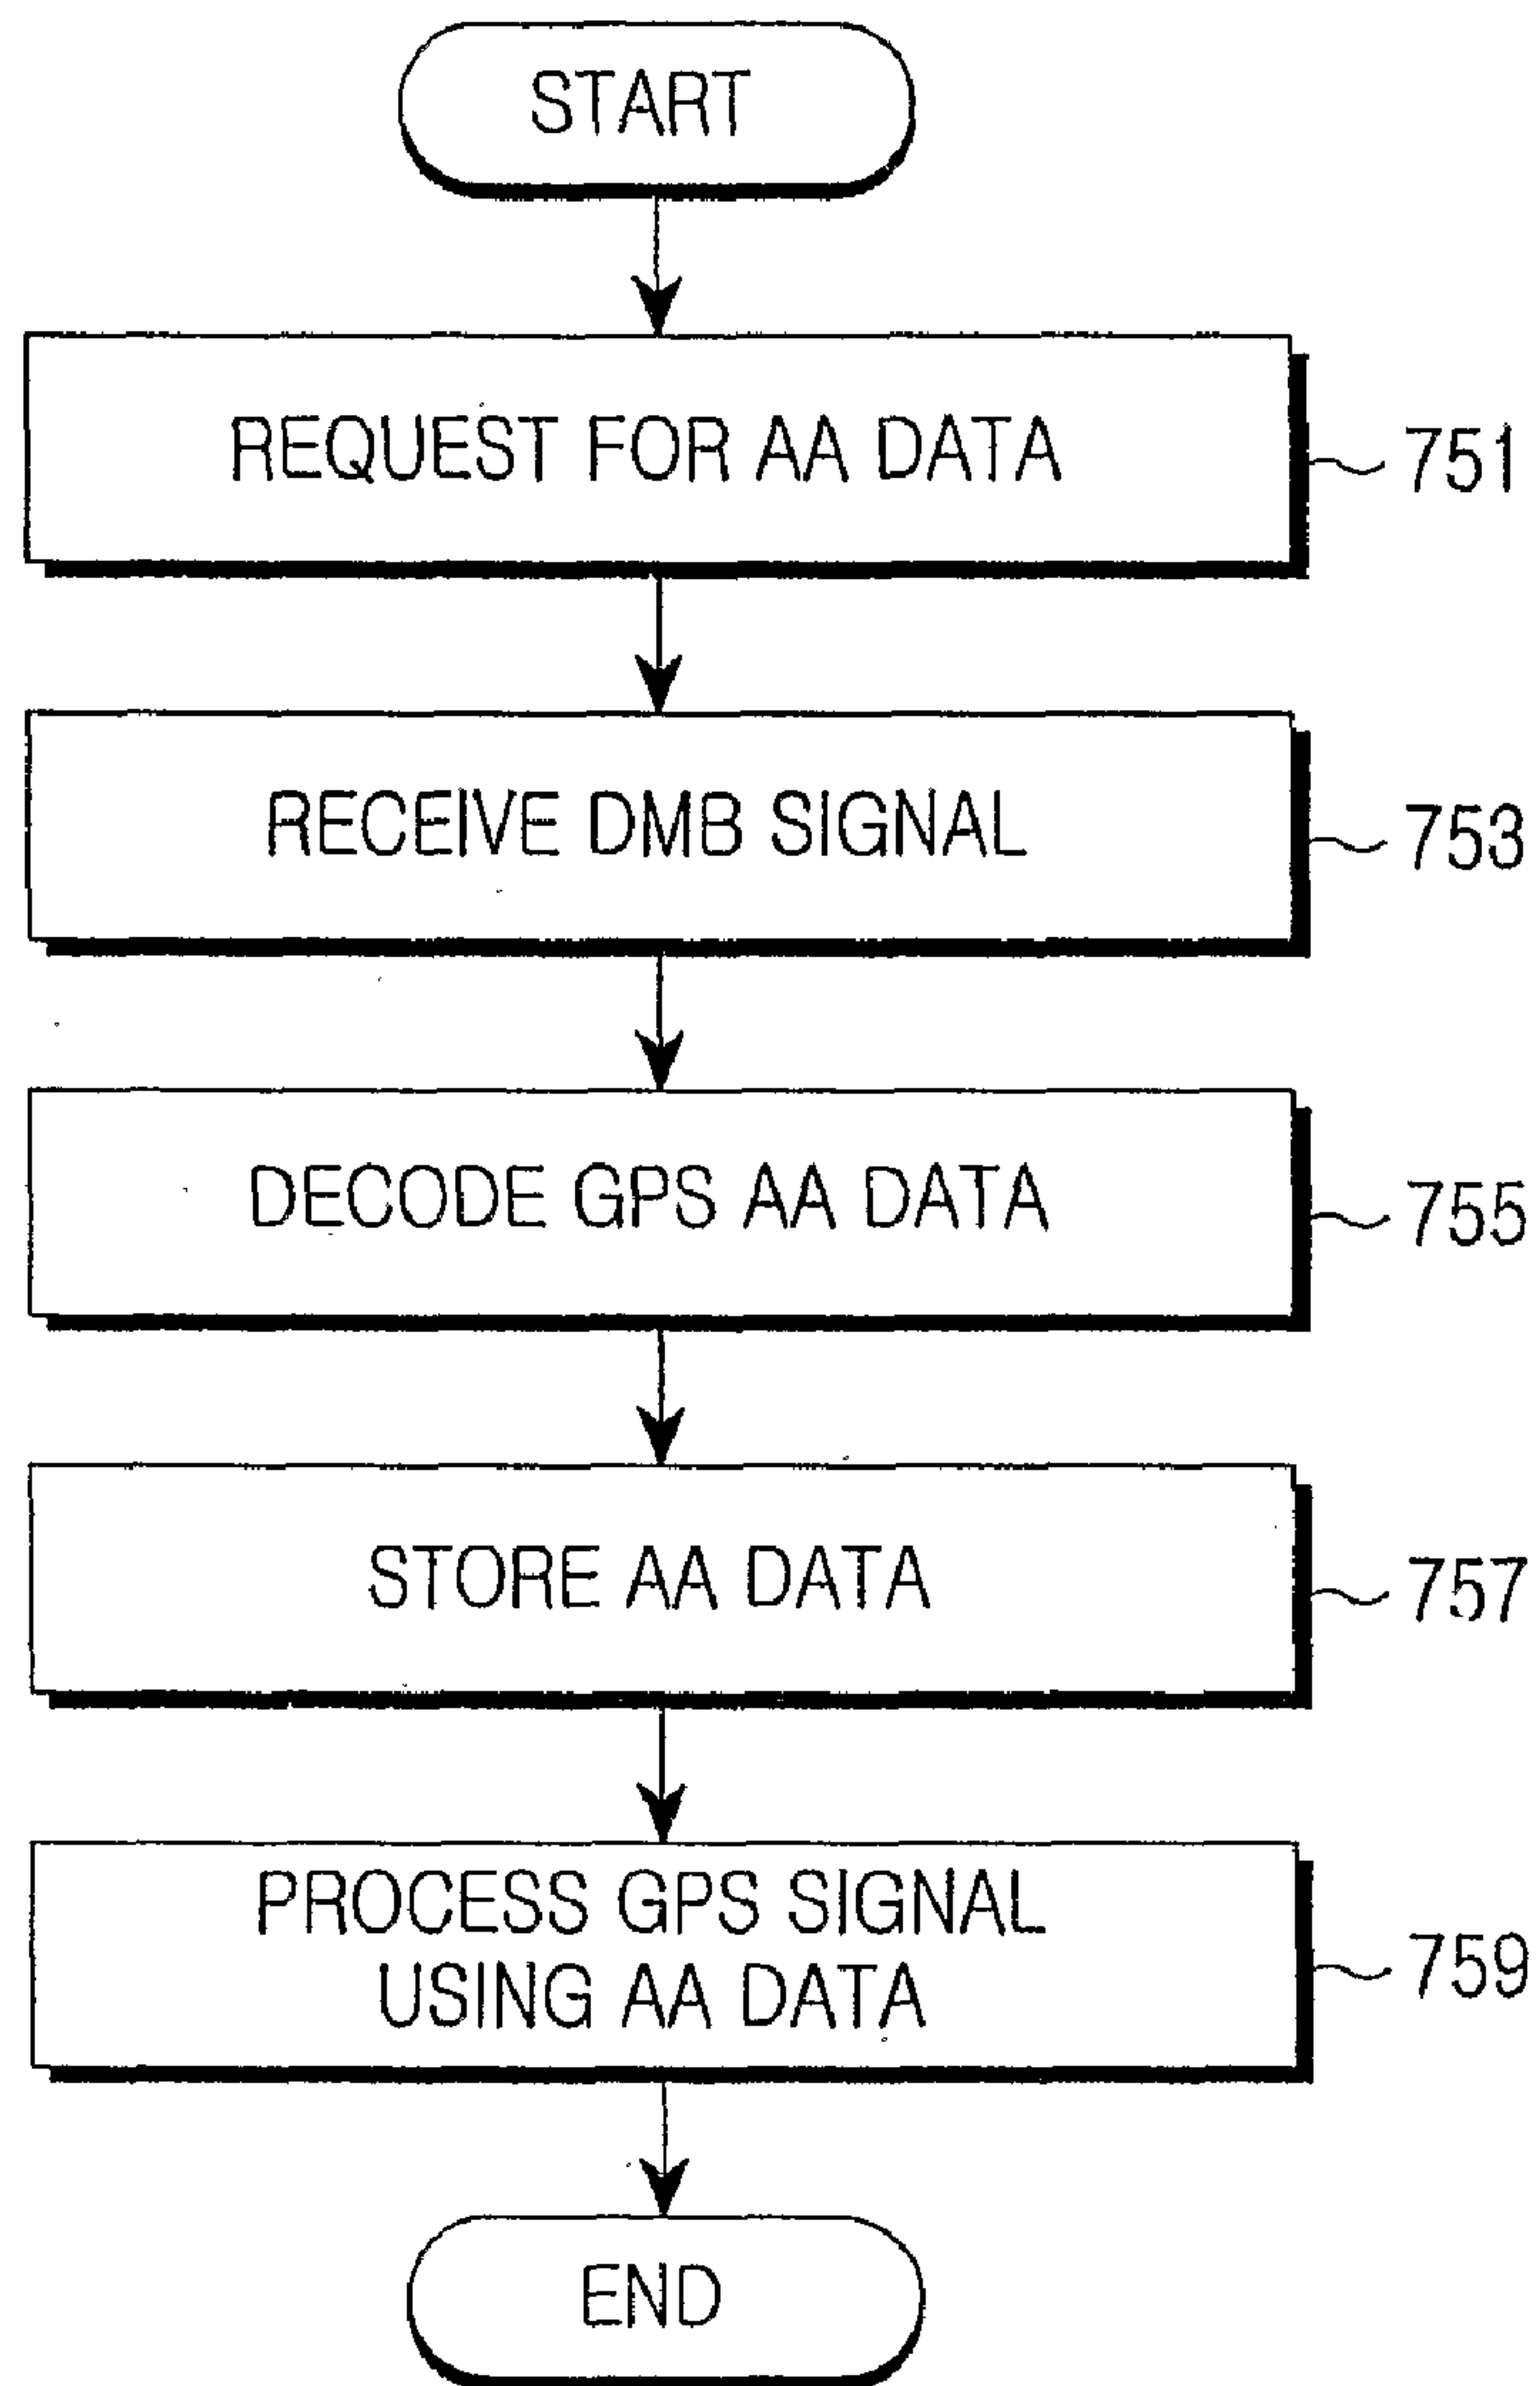 START
REQUEST FOR AA DATA
751
RECEIVE DMB SIGNAL
753
DECODE GPS AA DATA
755
STORE AA DATA
757
PROCESS GPS SIGNAL
USING AA DATA
759
END